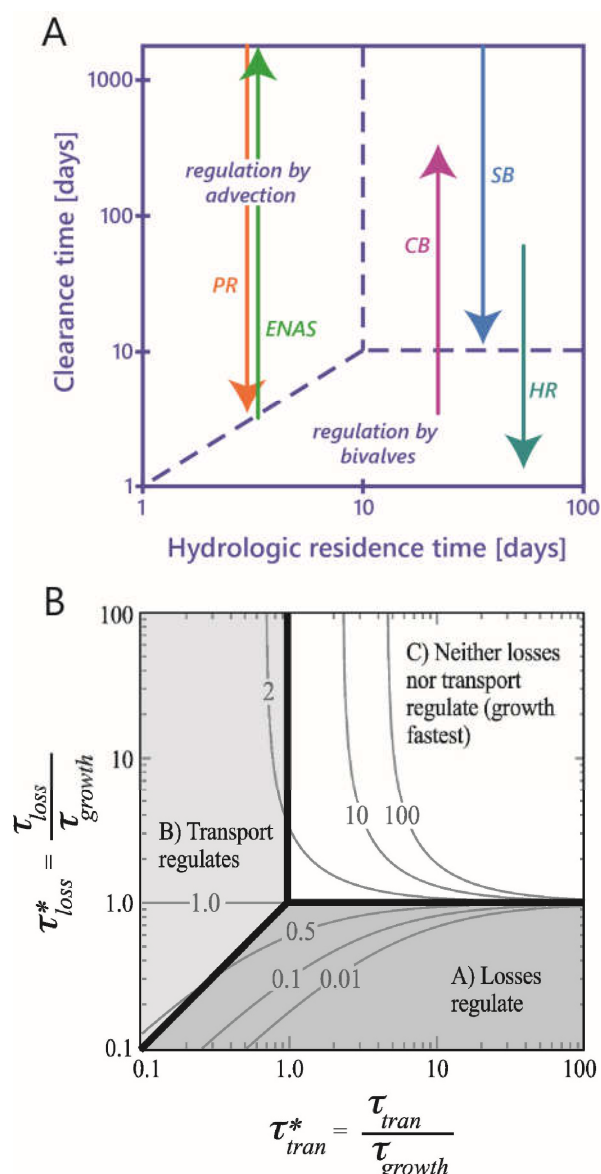 A
Clearance time [days]
1000
100
10
1
regulation by
advection
PR
ENAS
CB
SB
HR
regulation by
bivalves
1
10
100
Hydrologic residence time [days]
B
τ*loss = τloss / τgrowth
100
10
1.0
0.1
2
10
100
C) Neither losses
nor transport
regulate (growth
fastest)
B) Transport
regulates
1.0
0.5
0.1
0.01
A) Losses
regulate
0.1
1.0
10
100
τ*tran = τtran / τgrowth